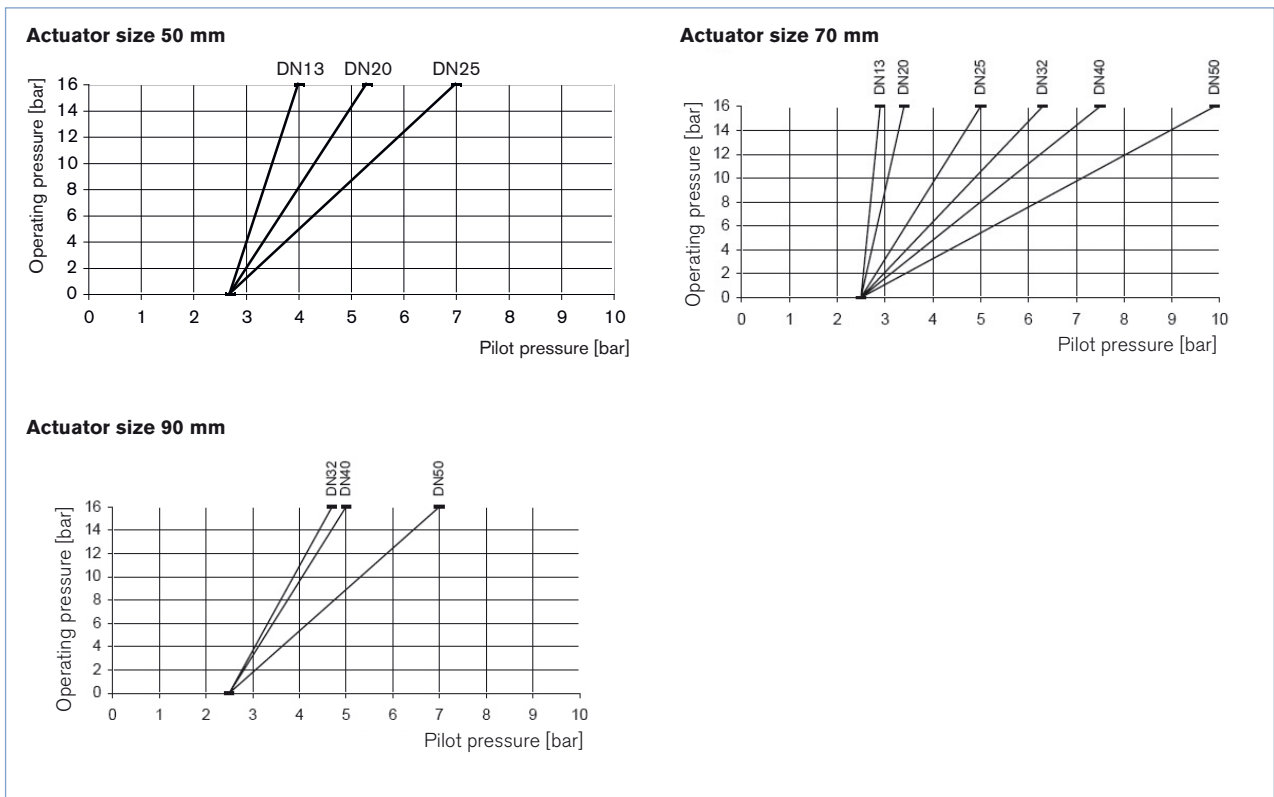 Actuator size 50 mm
DN13 DN20 DN25
Operating pressure [bar]
16
14
12
10
8
6
4
2
0
0 1 2 3 4 5 6 7 8 9 10
Pilot pressure [bar]
Actuator size 70 mm
DN13 DN20 DN25 DN32 DN40 DN50
Operating pressure [bar]
16
14
12
10
8
6
4
2
0
0 1 2 3 4 5 6 7 8 9 10
Pilot pressure [bar]
Actuator size 90 mm
DN32 DN40 DN50
Operating pressure [bar]
16
14
12
10
8
6
4
2
0
0 1 2 3 4 5 6 7 8 9 10
Pilot pressure [bar]